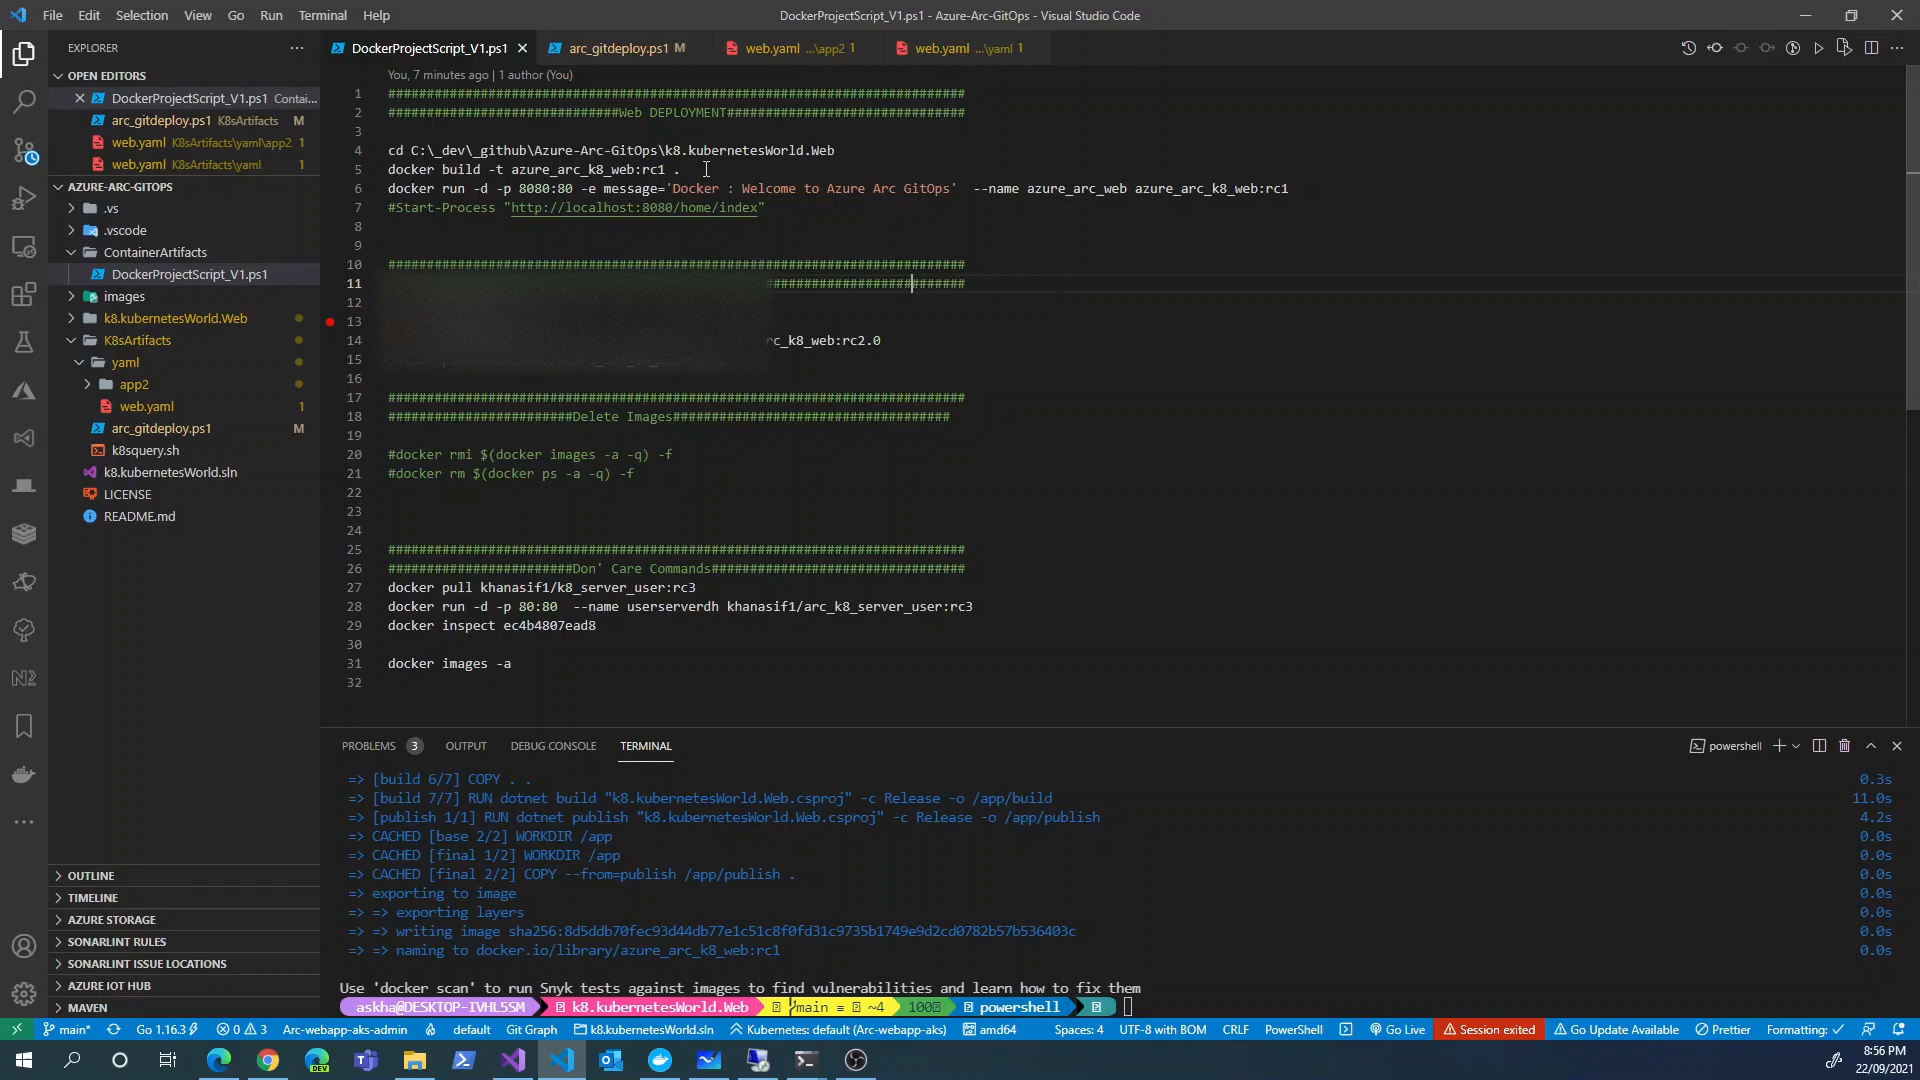 File Edit Selection View Go Run Terminal Help
DockerProjectScript_V1.ps1 - Azure-Arc-GitOps - Visual Studio Code
EXPLORER
OPEN EDITORS
DockerProjectScript_V1.ps1 Contai...
arc_gitdeploy.ps1 K8sArtifacts M
web.yaml K8sArtifacts\yaml\app2 1
web.yaml K8sArtifacts\yaml 1
AZURE-ARC-GITOPS
.vs
.vscode
ContainerArtifacts
DockerProjectScript_V1.ps1
images
k8.kubernetesWorld.Web
K8sArtifacts
yaml
app2
web.yaml 1
arc_gitdeploy.ps1 M
k8squery.sh
k8.kubernetesWorld.sln
LICENSE
README.md
OUTLINE
TIMELINE
AZURE STORAGE
SONARLINT RULES
SONARLINT ISSUE LOCATIONS
AZURE IOT HUB
MAVEN
DockerProjectScript_V1.ps1 arc_gitdeploy.ps1 M web.yaml ...\app2 1 web.yaml ...\yaml 1
You, 7 minutes ago | 1 author (You)
1 ###########################################################################
2 ##############################Web DEPLOYMENT###############################
3
4 cd C:\_dev\_github\Azure-Arc-GitOps\k8.kubernetesWorld.Web
5 docker build -t azure_arc_k8_web:rc1 .
6 docker run -d -p 8080:80 -e message='Docker : Welcome to Azure Arc GitOps' --name azure_arc_web azure_arc_k8_web:rc1
7 #Start-Process "http://localhost:8080/home/index"
8
9
10 ###########################################################################
11 ##########################
12
13
14 rc_k8_web:rc2.0
15
16
17 ###########################################################################
18 ########################Delete Images####################################
19
20 #docker rmi $(docker images -a -q) -f
21 #docker rm $(docker ps -a -q) -f
22
23
24
25 ###########################################################################
26 ########################Don' Care Commands#################################
27 docker pull khanasif1/k8_server_user:rc3
28 docker run -d -p 80:80 --name userserverdh khanasif1/arc_k8_server_user:rc3
29 docker inspect ec4b4807ead8
30
31 docker images -a
32
PROBLEMS 3 OUTPUT DEBUG CONSOLE TERMINAL
powershell
=> [build 6/7] COPY . . 0.3s
=> [build 7/7] RUN dotnet build "k8.kubernetesWorld.Web.csproj" -c Release -o /app/build 11.0s
=> [publish 1/1] RUN dotnet publish "k8.kubernetesWorld.Web.csproj" -c Release -o /app/publish 4.2s
=> CACHED [base 2/2] WORKDIR /app 0.0s
=> CACHED [final 1/2] WORKDIR /app 0.0s
=> CACHED [final 2/2] COPY --from=publish /app/publish . 0.0s
=> exporting to image 0.0s
=> => exporting layers 0.0s
=> => writing image sha256:8d5ddb70fec93d44db77e1c51c8f0fd31c9735b1749e9d2cd0782b57b536403c 0.0s
=> => naming to docker.io/library/azure_arc_k8_web:rc1 0.0s
Use 'docker scan' to run Snyk tests against images to find vulnerabilities and learn how to fix them
askha@DESKTOP-IVHL5SM k8.kubernetesWorld.Web main ≡ ~4 100 powershell
main* Go 1.16.3 0 3 Arc-webapp-aks-admin default Git Graph k8.kubernetesWorld.sln Kubernetes: default (Arc-webapp-aks) amd64 Spaces: 4 UTF-8 with BOM CRLF PowerShell Go Live Session exited Go Update Available Prettier Formatting: ✓
8:56 PM
22/09/2021